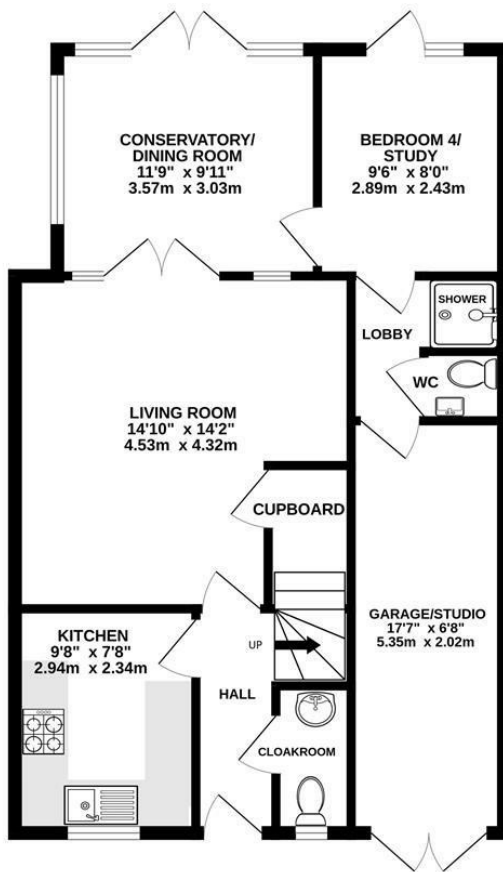 CONSERVATORY/
DINING ROOM
11'9" x 9'11"
3.57m x 3.03m
BEDROOM 4/
STUDY
9'6" x 8'0"
2.89m x 2.43m
SHOWER
LOBBY
WC
LIVING ROOM
14'10" x 14'2"
4.53m x 4.32m
CUPBOARD
GARAGE/STUDIO
17'7" x 6'8"
5.35m x 2.02m
KITCHEN
9'8" x 7'8"
2.94m x 2.34m
UP
HALL
CLOAKROOM